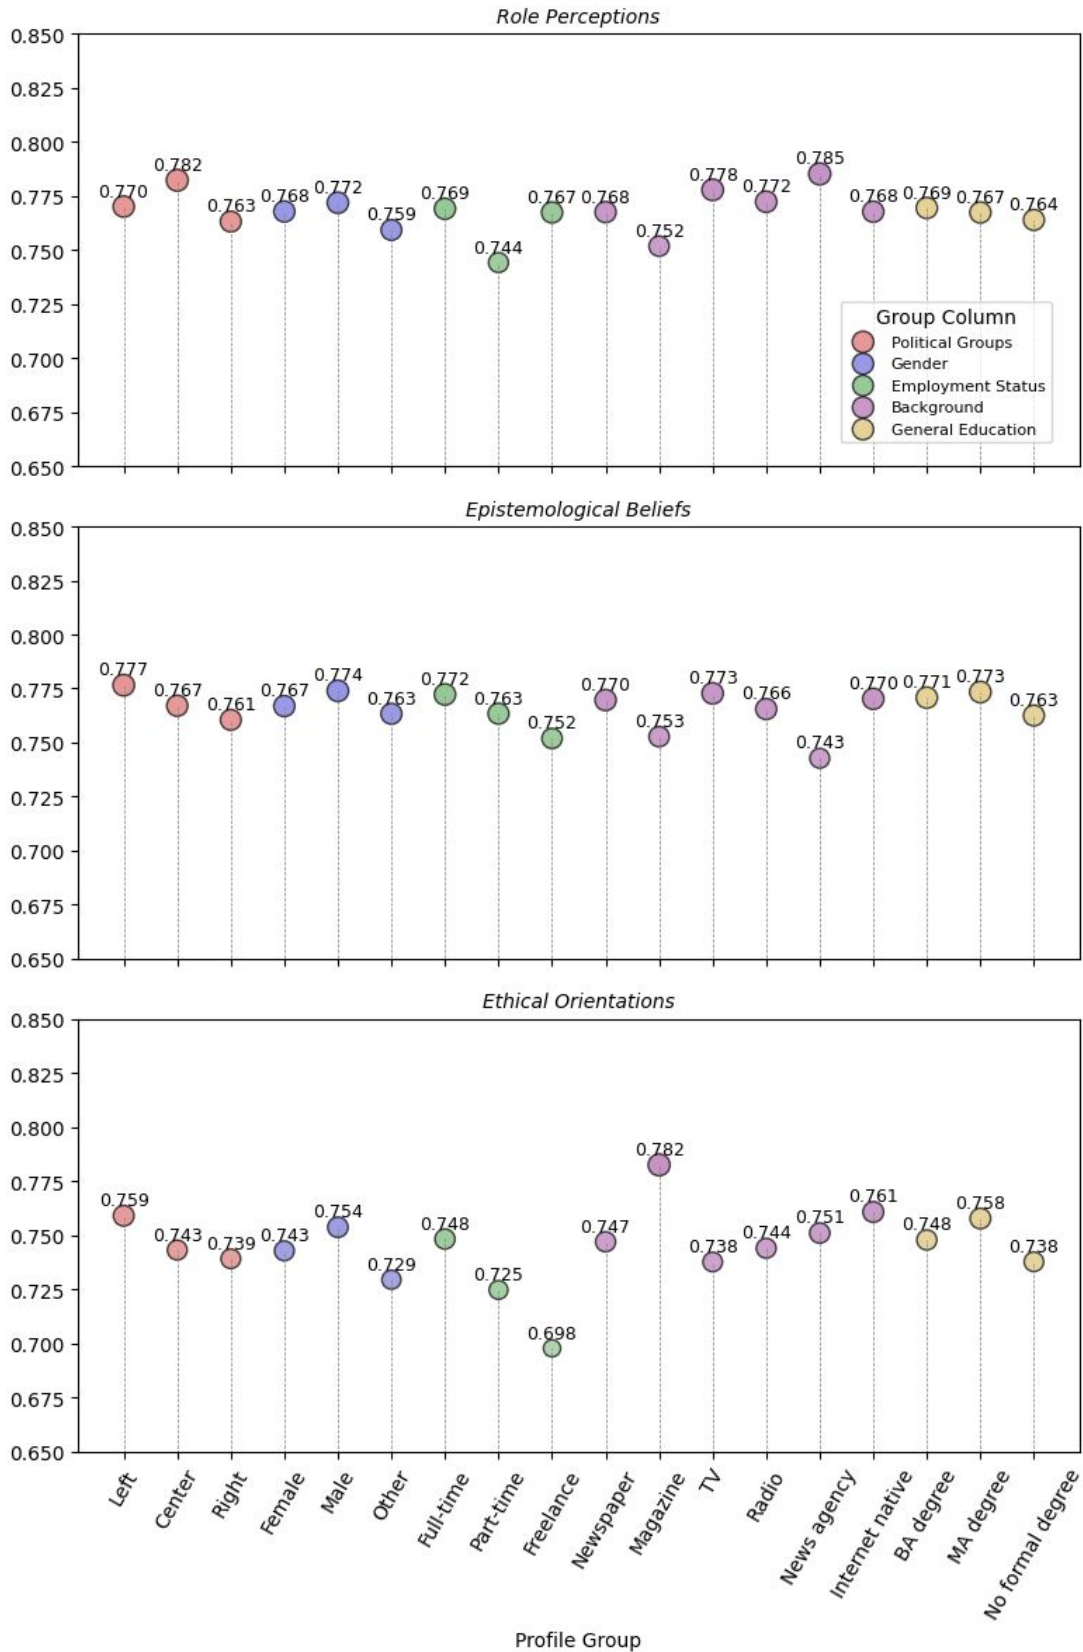 Role Perceptions
0.850
0.825
0.800
0.775
0.750
0.725
0.700
0.675
0.650
0.770
0.782
0.763
0.768
0.772
0.759
0.769
0.744
0.767
0.768
0.752
0.778
0.772
0.785
0.768
0.769
0.767
0.764
Group Column
Political Groups
Gender
Employment Status
Background
General Education
Epistemological Beliefs
0.850
0.825
0.800
0.775
0.750
0.725
0.700
0.675
0.650
0.777
0.767
0.761
0.767
0.774
0.763
0.772
0.763
0.752
0.770
0.753
0.773
0.766
0.743
0.770
0.771
0.773
0.763
Ethical Orientations
0.850
0.825
0.800
0.775
0.750
0.725
0.700
0.675
0.650
0.759
0.743
0.739
0.743
0.754
0.729
0.748
0.725
0.698
0.747
0.782
0.738
0.744
0.751
0.761
0.748
0.758
0.738
Left
Center
Right
Female
Male
Other
Full-time
Part-time
Freelance
Newspaper
Magazine
TV
Radio
News agency
Internet native
BA degree
MA degree
No formal degree
Profile Group